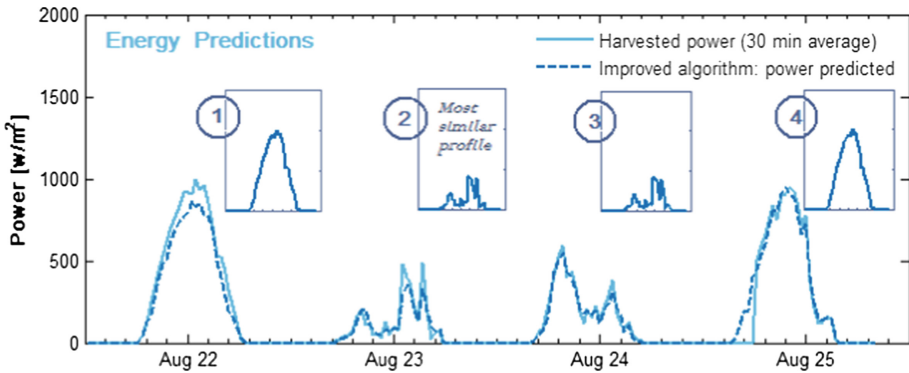 2000
Energy Predictions
Harvested power (30 min average)
Improved algorithm: power predicted
1500
1
2
Most
similar
profile
3
4
1000
Power [w/m²]
500
0
Aug 22
Aug 23
Aug 24
Aug 25